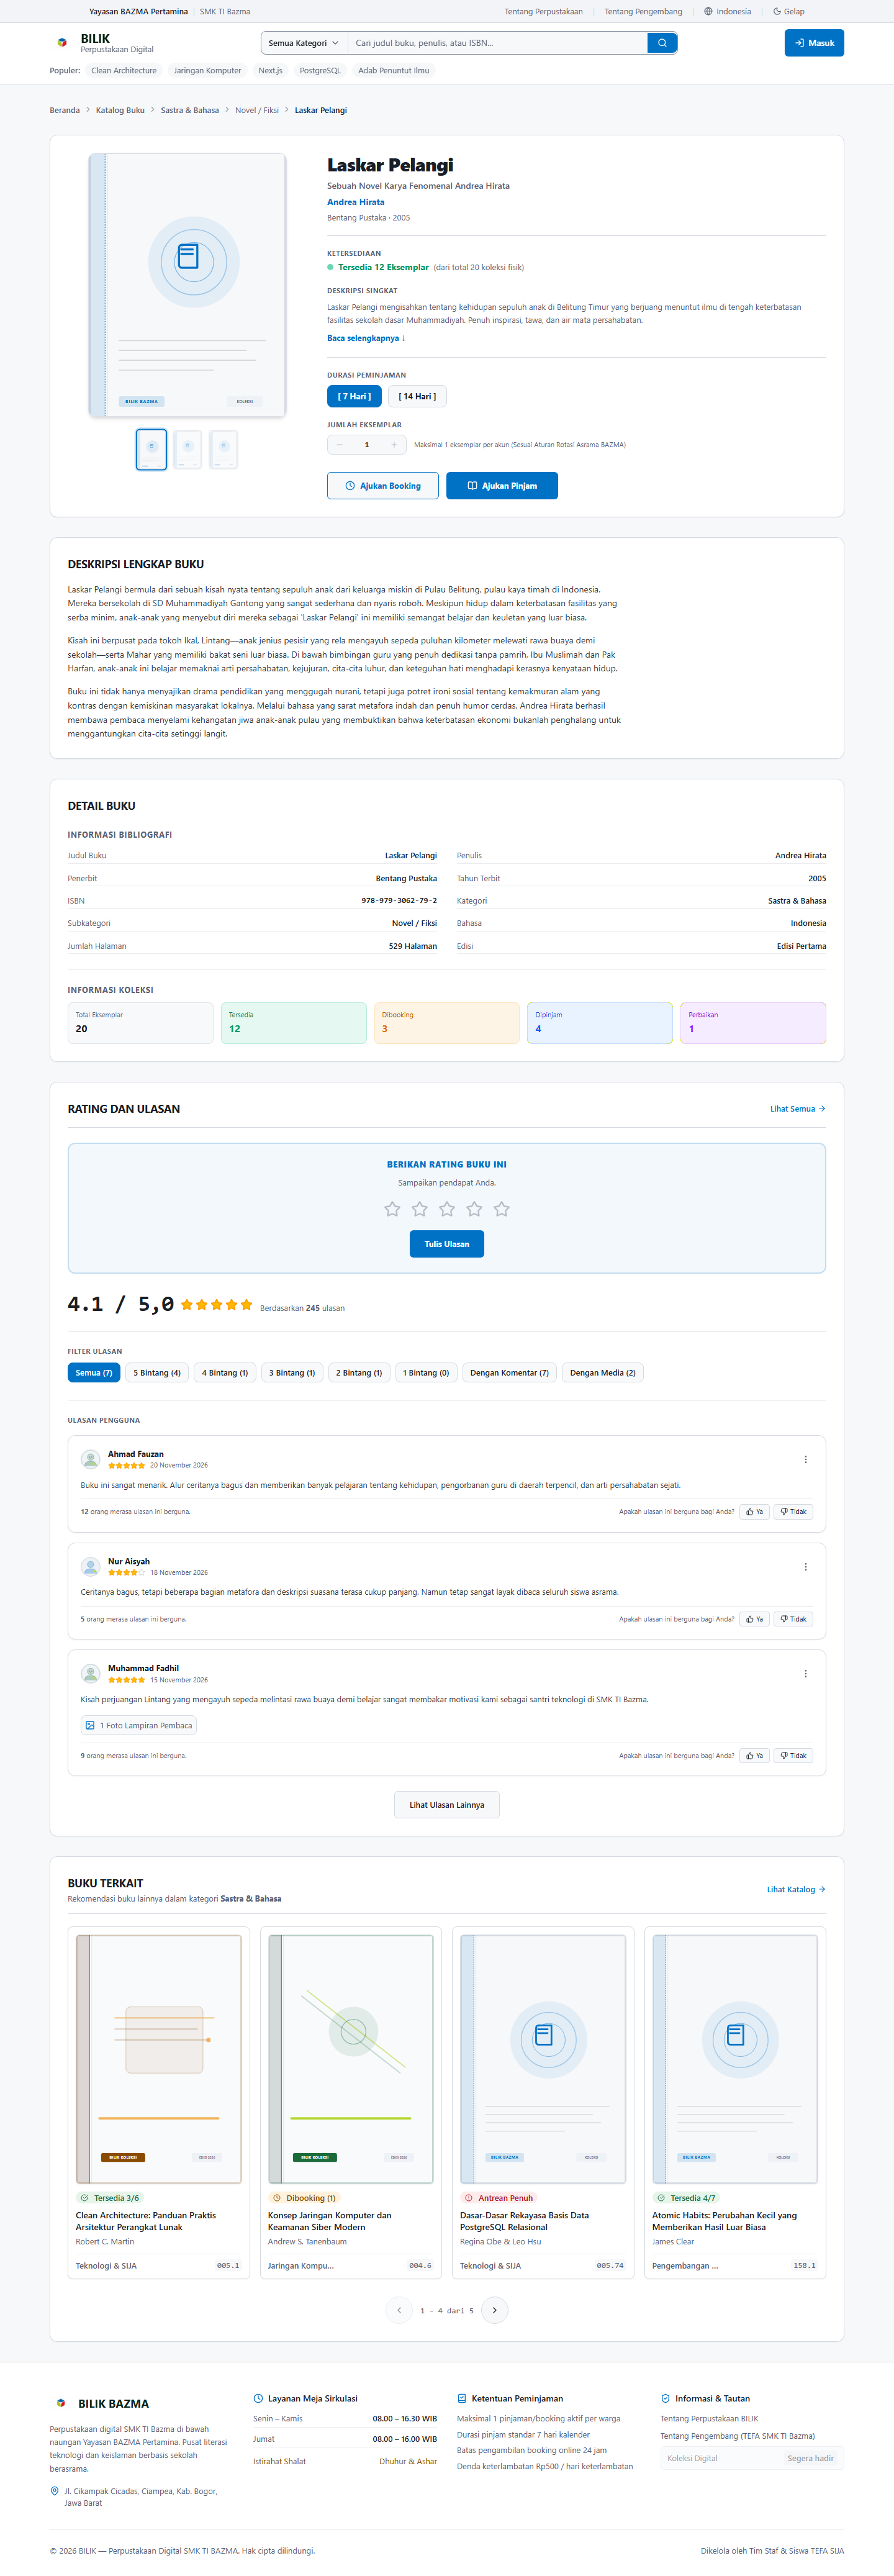 Yayasan BAZMA Pertamina | SMK TI Bazma
Tentang Perpustakaan | Tentang Pengembang | Indonesia | Gelap
BILIK
Perpustakaan Digital
Semua Kategori
Cari judul buku, penulis, atau ISBN...
Masuk
Populer: Clean Architecture Jaringan Komputer Next.js PostgreSQL Adab Penuntut Ilmu
Beranda > Katalog Buku > Sastra & Bahasa > Novel / Fiksi > Laskar Pelangi
BILIK BAZMA
KOLEKSI
Laskar Pelangi
Sebuah Novel Karya Fenomenal Andrea Hirata
Andrea Hirata
Bentang Pustaka · 2005
KETERSEDIAAN
Tersedia 12 Eksemplar (dari total 20 koleksi fisik)
DESKRIPSI SINGKAT
Laskar Pelangi mengisahkan tentang kehidupan sepuluh anak di Belitung Timur yang berjuang menuntut ilmu di tengah keterbatasan
fasilitas sekolah dasar Muhammadiyah. Penuh inspirasi, tawa, dan air mata persahabatan.
Baca selengkapnya ↓
DURASI PEMINJAMAN
[ 7 Hari ] [ 14 Hari ]
JUMLAH EKSEMPLAR
− 1 + Maksimal 1 eksemplar per akun (Sesuai Aturan Rotasi Asrama BAZMA)
Ajukan Booking
Ajukan Pinjam
DESKRIPSI LENGKAP BUKU
Laskar Pelangi bermula dari sebuah kisah nyata tentang sepuluh anak dari keluarga miskin di Pulau Belitung, pulau kaya timah di Indonesia.
Mereka bersekolah di SD Muhammadiyah Gantong yang sangat sederhana dan nyaris roboh. Meskipun hidup dalam keterbatasan fasilitas yang
serba minim, anak-anak yang menyebut diri mereka sebagai 'Laskar Pelangi' ini memiliki semangat belajar dan keuletan yang luar biasa.
Kisah ini berpusat pada tokoh Ikal, Lintang—anak jenius pesisir yang rela mengayuh sepeda puluhan kilometer melewati rawa buaya demi
sekolah—serta Mahar yang memiliki bakat seni luar biasa. Di bawah bimbingan guru yang penuh dedikasi tanpa pamrih, Ibu Muslimah dan Pak
Harfan, anak-anak ini belajar memaknai arti persahabatan, kejujuran, cita-cita luhur, dan keteguhan hati menghadapi kerasnya kenyataan hidup.
Buku ini tidak hanya menyajikan drama pendidikan yang menggugah nurani, tetapi juga potret ironi sosial tentang kemakmuran alam yang
kontras dengan kemiskinan masyarakat lokalnya. Melalui bahasa yang sarat metafora indah dan penuh humor cerdas, Andrea Hirata berhasil
membawa pembaca menyelami kehangatan jiwa anak-anak pulau yang membuktikan bahwa keterbatasan ekonomi bukanlah penghalang untuk
menggantungkan cita-cita setinggi langit.
DETAIL BUKU
INFORMASI BIBLIOGRAFI
Judul Buku Laskar Pelangi Penulis Andrea Hirata
Penerbit Bentang Pustaka Tahun Terbit 2005
ISBN 978-979-3062-79-2 Kategori Sastra & Bahasa
Subkategori Novel / Fiksi Bahasa Indonesia
Jumlah Halaman 529 Halaman Edisi Edisi Pertama
INFORMASI KOLEKSI
Total Eksemplar Tersedia Dibooking Dipinjam Perbaikan
20 12 3 4 1
RATING DAN ULASAN
Lihat Semua →
BERIKAN RATING BUKU INI
Sampaikan pendapat Anda.
Tulis Ulasan
4.1 / 5,0 Berdasarkan 245 ulasan
FILTER ULASAN
Semua (7) 5 Bintang (4) 4 Bintang (1) 3 Bintang (1) 2 Bintang (1) 1 Bintang (0) Dengan Komentar (7) Dengan Media (2)
ULASAN PENGGUNA
Ahmad Fauzan
20 November 2026
Buku ini sangat menarik. Alur ceritanya bagus dan memberikan banyak pelajaran tentang kehidupan, pengorbanan guru di daerah terpencil, dan arti persahabatan sejati.
12 orang merasa ulasan ini berguna. Apakah ulasan ini berguna bagi Anda? Ya Tidak
Nur Aisyah
18 November 2026
Ceritanya bagus, tetapi beberapa bagian metafora dan deskripsi suasana terasa cukup panjang. Namun tetap sangat layak dibaca seluruh siswa asrama.
5 orang merasa ulasan ini berguna. Apakah ulasan ini berguna bagi Anda? Ya Tidak
Muhammad Fadhil
15 November 2026
Kisah perjuangan Lintang yang mengayuh sepeda melintasi rawa buaya demi belajar sangat membakar motivasi kami sebagai santri teknologi di SMK TI Bazma.
1 Foto Lampiran Pembaca
9 orang merasa ulasan ini berguna. Apakah ulasan ini berguna bagi Anda? Ya Tidak
Lihat Ulasan Lainnya
BUKU TERKAIT
Rekomendasi buku lainnya dalam kategori Sastra & Bahasa
Lihat Katalog →
BILIK KOLEKSI
BILIK KOLEKSI
BILIK BAZMA KOLEKSI
BILIK BAZMA KOLEKSI
Tersedia 3/6
Clean Architecture: Panduan Praktis
Arsitektur Perangkat Lunak
Robert C. Martin
Teknologi & SIJA 005.1
Dibooking (1)
Konsep Jaringan Komputer dan
Keamanan Siber Modern
Andrew S. Tanenbaum
Jaringan Kompu... 004.6
Antrean Penuh
Dasar-Dasar Rekayasa Basis Data
PostgreSQL Relasional
Regina Obe & Leo Hsu
Teknologi & SIJA 005.74
Tersedia 4/7
Atomic Habits: Perubahan Kecil yang
Memberikan Hasil Luar Biasa
James Clear
Pengembangan ... 158.1
1 - 4 dari 5
BILIK BAZMA
Perpustakaan digital SMK TI Bazma di bawah
naungan Yayasan BAZMA Pertamina. Pusat literasi
teknologi dan keislaman berbasis sekolah
berasrama.
Jl. Cikampak Cicadas, Ciampea, Kab. Bogor,
Jawa Barat
Layanan Meja Sirkulasi
Senin – Kamis 08.00 – 16.30 WIB
Jumat 08.00 – 16.00 WIB
Istirahat Shalat Dhuhur & Ashar
Ketentuan Peminjaman
Maksimal 1 pinjaman/booking aktif per warga
Durasi pinjam standar 7 hari kalender
Batas pengambilan booking online 24 jam
Denda keterlambatan Rp500 / hari keterlambatan
Informasi & Tautan
Tentang Perpustakaan BILIK
Tentang Pengembang (TEFA SMK TI Bazma)
Koleksi Digital Segera hadir
© 2026 BILIK — Perpustakaan Digital SMK TI BAZMA. Hak cipta dilindungi.
Dikelola oleh Tim Staf & Siswa TEFA SIJA